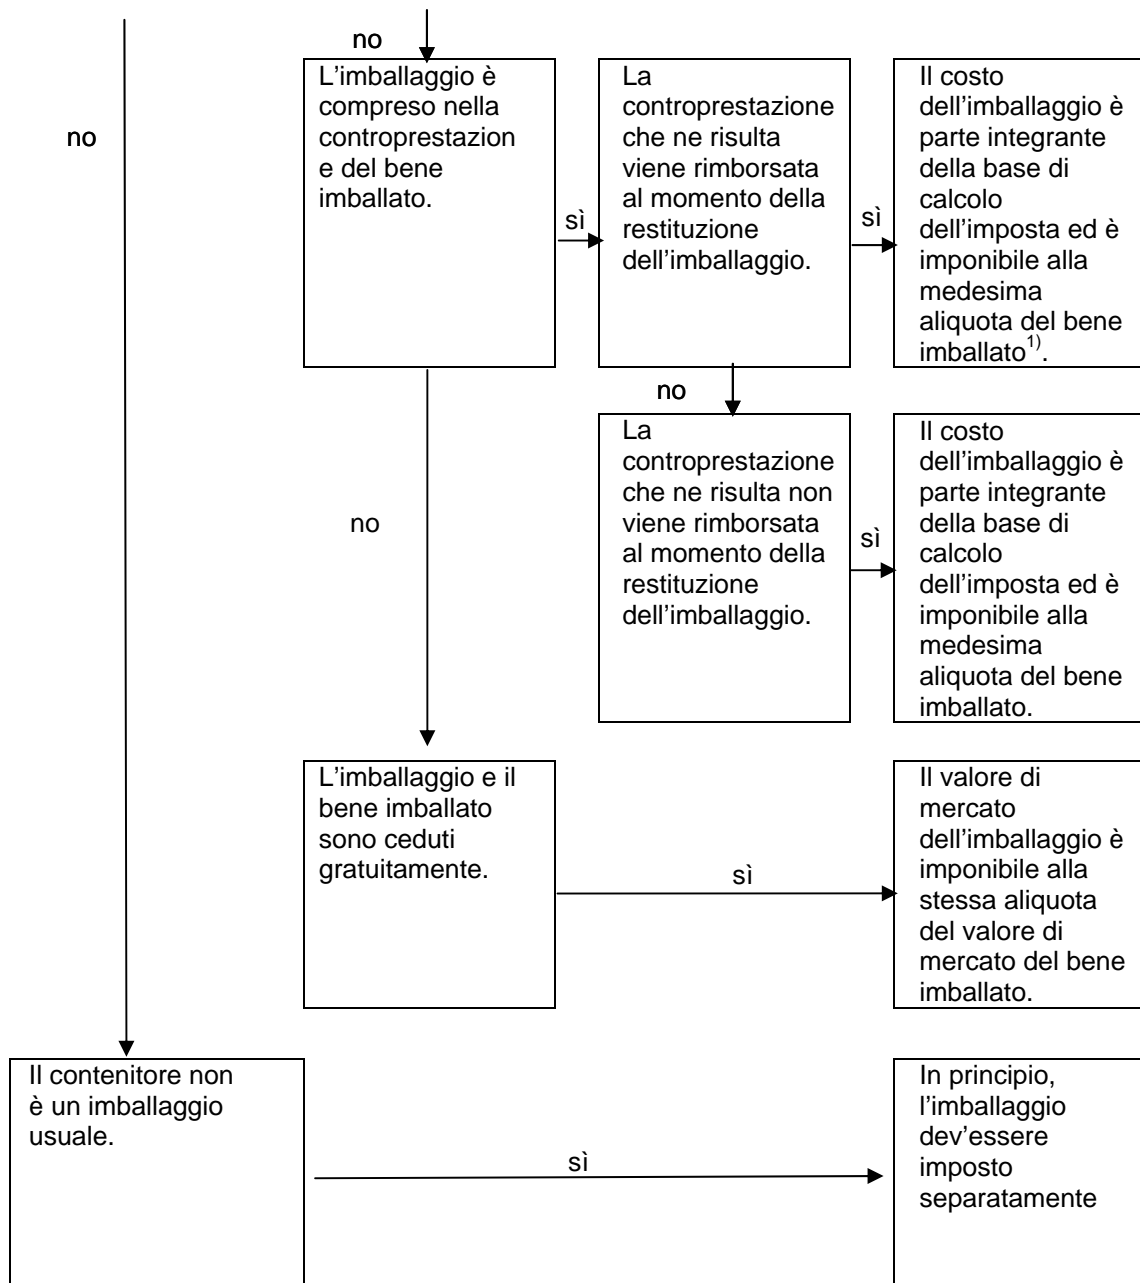 no
no
L'imballaggio è
compreso nella
controprestazion
e del bene
imballato.
sì
La
controprestazione
che ne risulta
viene rimborsata
al momento della
restituzione
dell'imballaggio.
sì
Il costo
dell'imballaggio è
parte integrante
della base di
calcolo
dell'imposta ed è
imponibile alla
medesima
aliquota del bene
imballato1).
no
no
La
controprestazione
che ne risulta non
viene rimborsata
al momento della
restituzione
dell'imballaggio.
sì
Il costo
dell'imballaggio è
parte integrante
della base di
calcolo
dell'imposta ed è
imponibile alla
medesima
aliquota del bene
imballato.
L'imballaggio e il
bene imballato
sono ceduti
gratuitamente.
sì
Il valore di
mercato
dell'imballaggio è
imponibile alla
stessa aliquota
del valore di
mercato del bene
imballato.
Il contenitore non
è un imballaggio
usuale.
sì
In principio,
l'imballaggio
dev'essere
imposto
separatamente